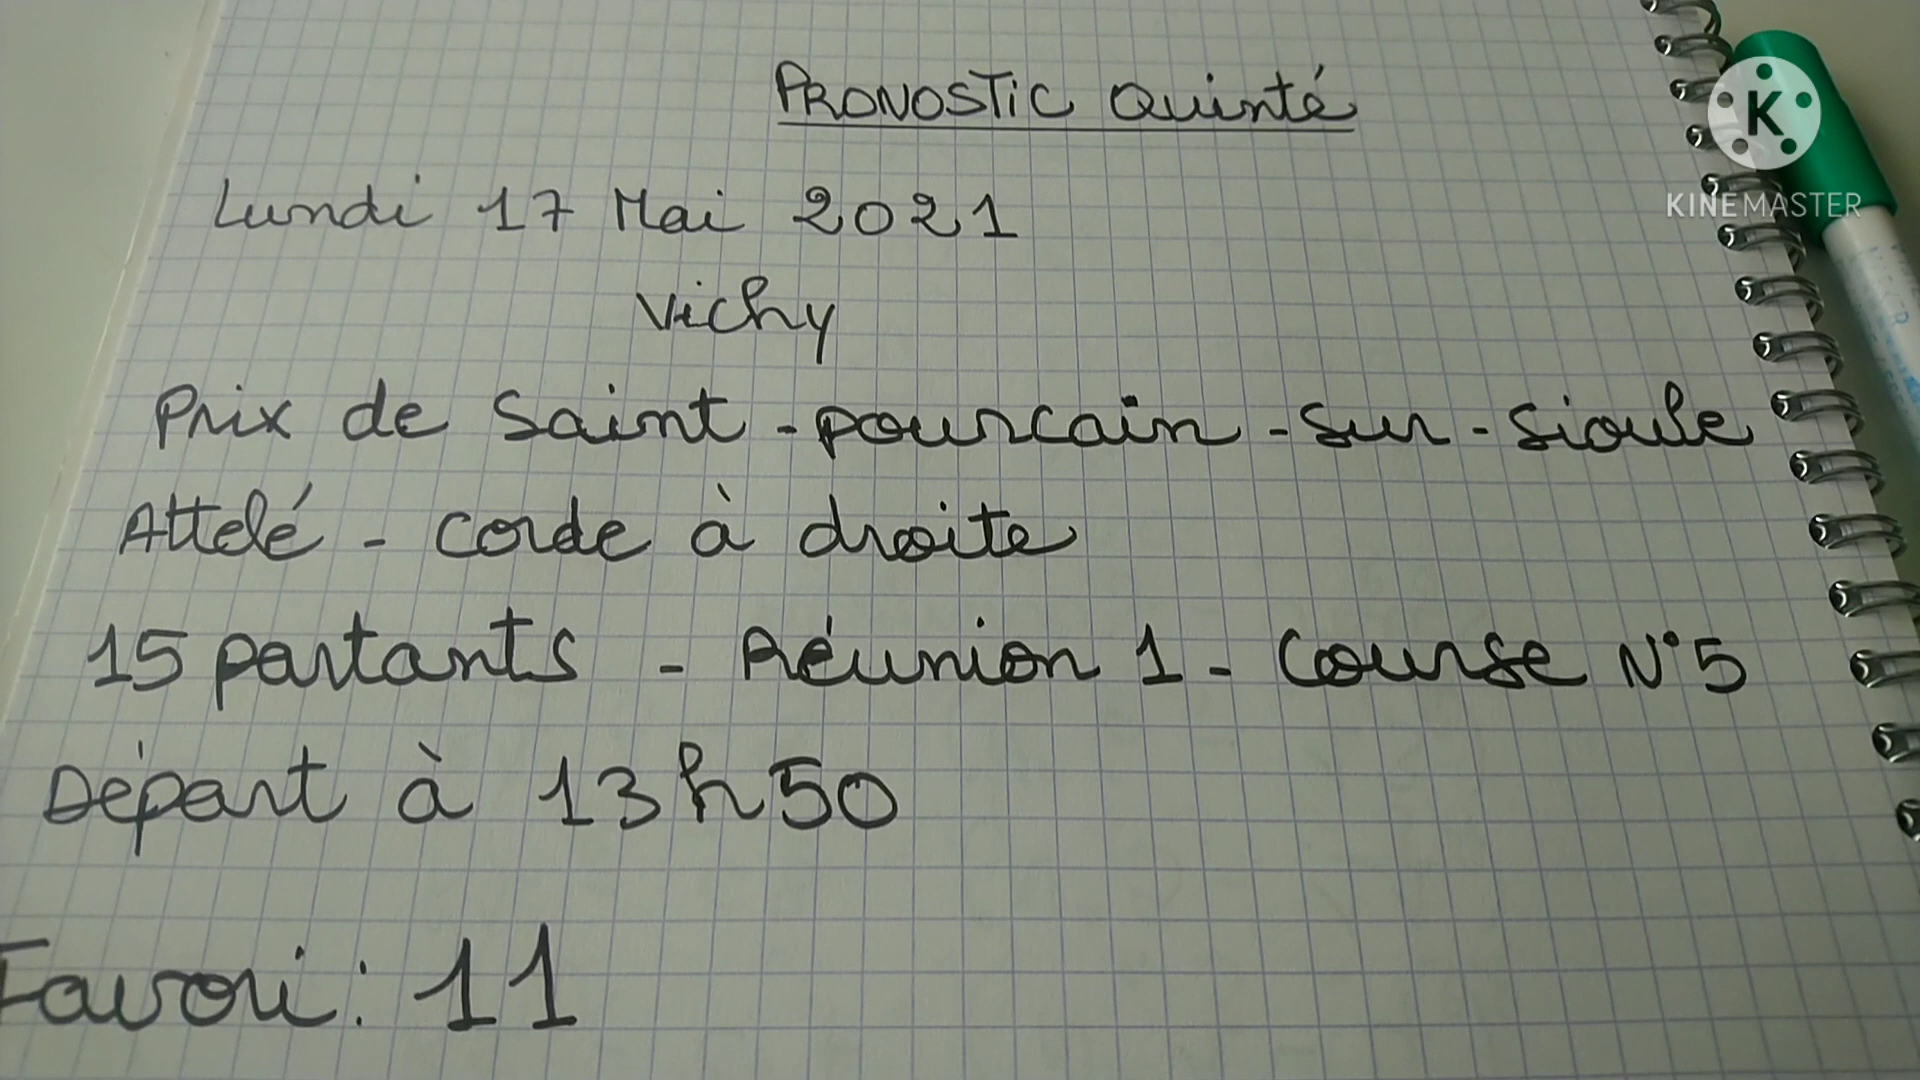 PRONOSTIC Quinté
Lundi 17 Mai 2021
Vichy
Prix de Saint-pourcain-sur-sioule
Attelé - corde à droite
15 partants - Réunion 1 - Course N°5
Départ à 13h50
Favori : 11
K
KINEMASTER